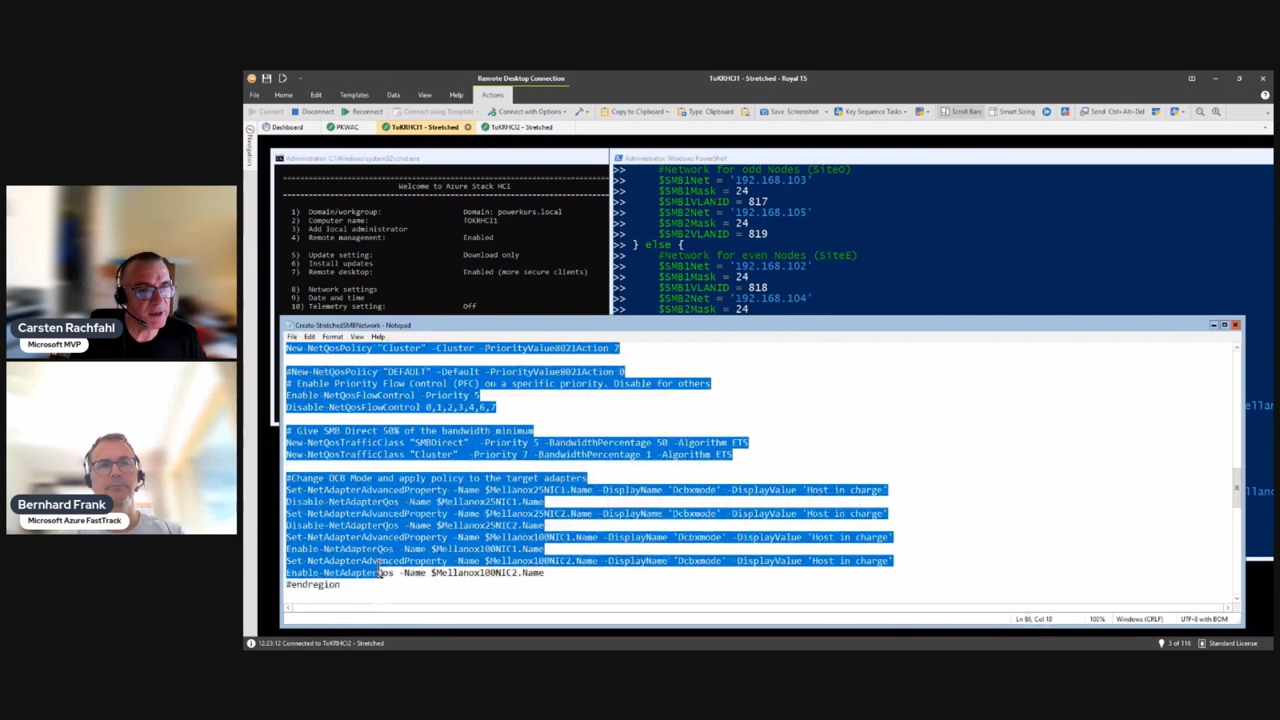 Remote Desktop Connection
ToKRHCI1 - Stretched - Royal TS
File Home Edit Templates Data View Help Actions
Connect Disconnect Reconnect Connect using Template Connect with Options Copy to Clipboard Type Clipboard Save Screenshot Key Sequence Tasks Scroll Bars Smart Sizing Send Ctrl+Alt+Del
Dashboard PKWAC ToKRHCI1 - Stretched ToKRHCI2 - Stretched
Navigation
Administrator: C:\Windows\system32\cmd.exe
Welcome to Azure Stack HCI
1) Domain/workgroup: Domain: powerkurs.local
2) Computer name: TOKRHCI1
3) Add local administrator
4) Remote management: Enabled
5) Update setting: Download only
6) Install updates
7) Remote desktop: Enabled (more secure clients)
8) Network settings
9) Date and time
10) Telemetry setting: Off
Administrator: Windows PowerShell
>> #Network for odd Nodes (SiteO)
>> $SMB1Net = '192.168.103'
>> $SMB1Mask = 24
>> $SMB1VLANID = 817
>> $SMB2Net = '192.168.105'
>> $SMB2Mask = 24
>> $SMB2VLANID = 819
>> } else {
>> #Network for even Nodes (SiteE)
>> $SMB1Net = '192.168.102'
>> $SMB1Mask = 24
>> $SMB1VLANID = 818
>> $SMB2Net = '192.168.104'
>> $SMB2Mask = 24
Create-StretchedSMBNetwork - Notepad
File Edit Format View Help
New-NetQosPolicy "Cluster" -Cluster -PriorityValue8021Action 7
#New-NetQosPolicy "DEFAULT" -Default -PriorityValue8021Action 0
# Enable Priority Flow Control (PFC) on a specific priority. Disable for others
Enable-NetQosFlowControl -Priority 5
Disable-NetQosFlowControl 0,1,2,3,4,6,7
# Give SMB Direct 50% of the bandwidth minimum
New-NetQosTrafficClass "SMBDirect" -Priority 5 -BandwidthPercentage 50 -Algorithm ETS
New-NetQosTrafficClass "Cluster" -Priority 7 -BandwidthPercentage 1 -Algorithm ETS
#Change DCB Mode and apply policy to the target adapters
Set-NetAdapterAdvancedProperty -Name $Mellanox25NIC1.Name -DisplayName 'Dcbxmode' -DisplayValue 'Host in charge'
Disable-NetAdapterQos -Name $Mellanox25NIC1.Name
Set-NetAdapterAdvancedProperty -Name $Mellanox25NIC2.Name -DisplayName 'Dcbxmode' -DisplayValue 'Host in charge'
Disable-NetAdapterQos -Name $Mellanox25NIC2.Name
Set-NetAdapterAdvancedProperty -Name $Mellanox100NIC1.Name -DisplayName 'Dcbxmode' -DisplayValue 'Host in charge'
Enable-NetAdapterQos -Name $Mellanox100NIC1.Name
Set-NetAdapterAdvancedProperty -Name $Mellanox100NIC2.Name -DisplayName 'Dcbxmode' -DisplayValue 'Host in charge'
Enable-NetAdapterQos -Name $Mellanox100NIC2.Name
#endregion
Ln 86, Col 18 100% Windows (CRLF) UTF-8 with BOM
12:23:12 Connected to ToKRHCI2 - Stretched
3 of 116 Standard License
Carsten Rachfahl
Microsoft MVP
Bernhard Frank
Microsoft Azure FastTrack